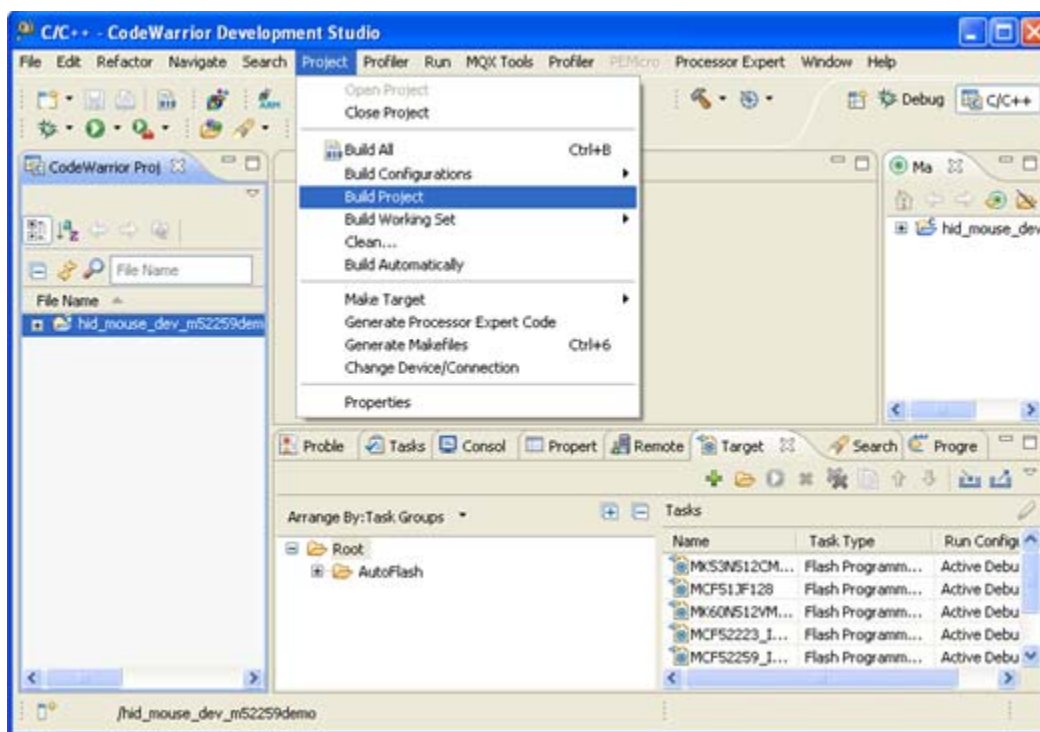 C/C++ - CodeWarrior Development Studio
File Edit Refactor Navigate Search Project Profiler Run MQX Tools Profiler PEMicro Processor Expert Window Help
Debug C/C++
Open Project
Close Project
Build All Ctrl+B
Build Configurations
Build Project
Build Working Set
Clean...
Build Automatically
Make Target
Generate Processor Expert Code
Generate Makefiles Ctrl+6
Change Device/Connection
Properties
CodeWarrior Proj
File Name
File Name
hid_mouse_dev_m52259dem
Ma
hid_mouse_dev
Proble Tasks Consol Propert Remote Target Search Progre
Arrange By:Task Groups
Root
AutoFlash
Tasks
Name Task Type Run Config
MK53N512CM... Flash Programm... Active Debu
MCF51JF128 Flash Programm... Active Debu
MK60N512VM... Flash Programm... Active Debu
MCF52223_I... Flash Programm... Active Debu
MCF52259_I... Flash Programm... Active Debu
/hid_mouse_dev_m52259demo